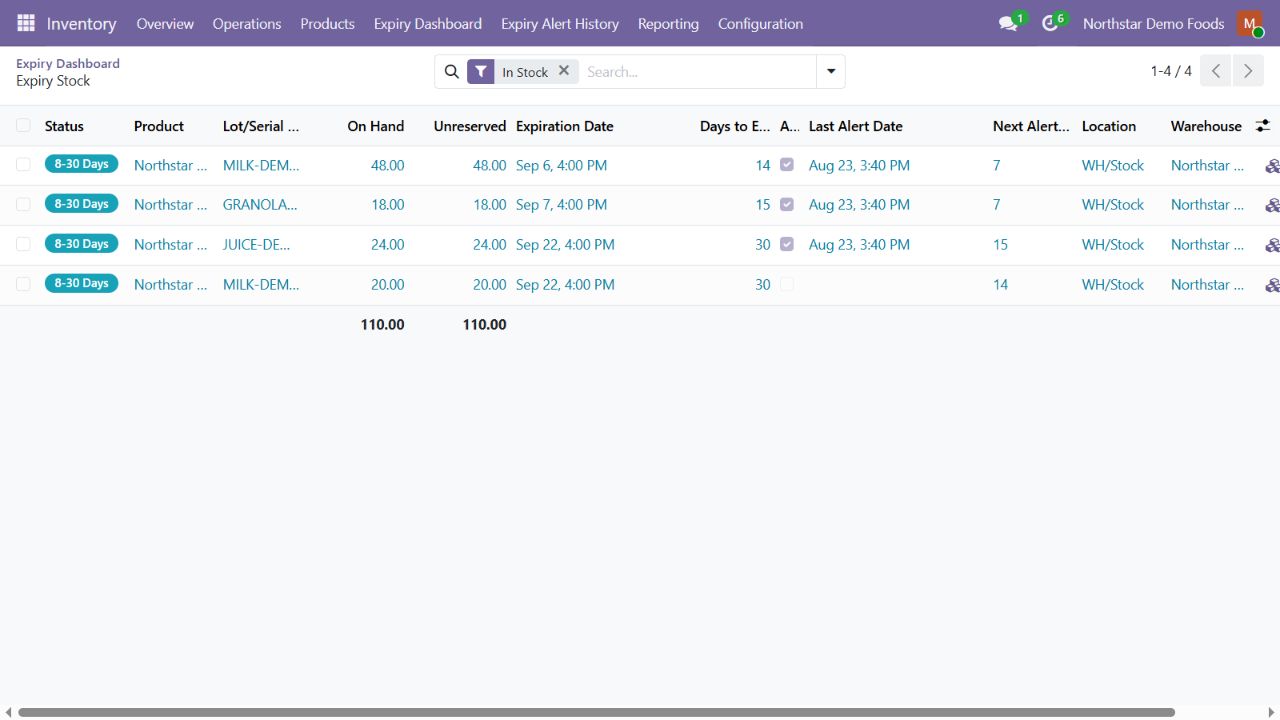 Inventory Overview Operations Products Expiry Dashboard Expiry Alert History Reporting Configuration 1 6 Northstar Demo Foods M
Expiry Dashboard
Expiry Stock
In Stock Search... 1-4 / 4
Status Product Lot/Serial ... On Hand Unreserved Expiration Date Days to E... A... Last Alert Date Next Alert... Location Warehouse
8-30 Days Northstar ... MILK-DEM... 48.00 48.00 Sep 6, 4:00 PM 14 Aug 23, 3:40 PM 7 WH/Stock Northstar ...
8-30 Days Northstar ... GRANOLA... 18.00 18.00 Sep 7, 4:00 PM 15 Aug 23, 3:40 PM 7 WH/Stock Northstar ...
8-30 Days Northstar ... JUICE-DE... 24.00 24.00 Sep 22, 4:00 PM 30 Aug 23, 3:40 PM 15 WH/Stock Northstar ...
8-30 Days Northstar ... MILK-DEM... 20.00 20.00 Sep 22, 4:00 PM 30 14 WH/Stock Northstar ...
110.00 110.00